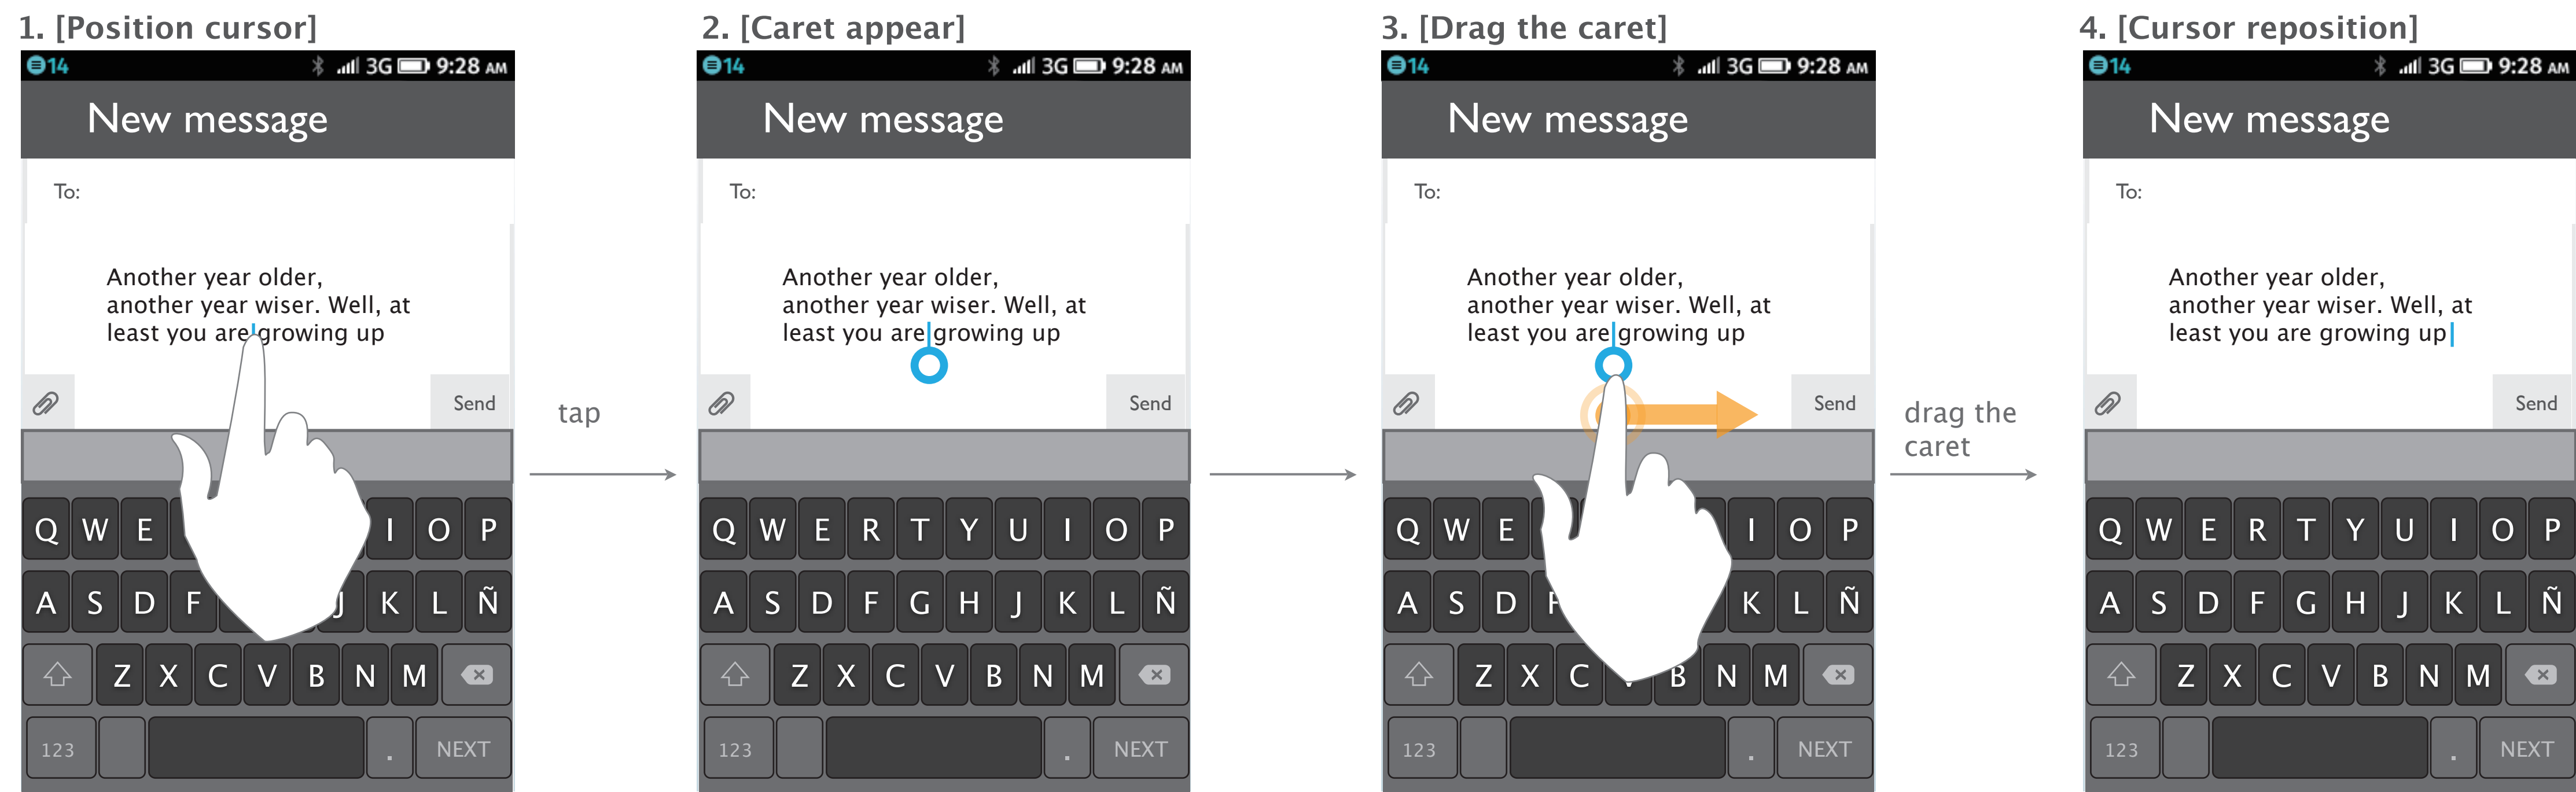 1. [Position cursor]
14 3G 9:28 AM
New message
To:
Another year older,
another year wiser. Well, at
least you are growing up
Send
Q W E I O P
A S D F J K L Ñ
Z X C V B N M
123 . NEXT
tap
2. [Caret appear]
14 3G 9:28 AM
New message
To:
Another year older,
another year wiser. Well, at
least you are growing up
Send
Q W E R T Y U I O P
A S D F G H J K L Ñ
Z X C V B N M
123 . NEXT
3. [Drag the caret]
14 3G 9:28 AM
New message
To:
Another year older,
another year wiser. Well, at
least you are growing up
Send
Q W E I O P
A S D F K L Ñ
Z X C V B N M
123 . NEXT
drag the
caret
4. [Cursor reposition]
14 3G 9:28 AM
New message
To:
Another year older,
another year wiser. Well, at
least you are growing up
Send
Q W E R T Y U I O P
A S D F G H J K L Ñ
Z X C V B N M
123 . NEXT